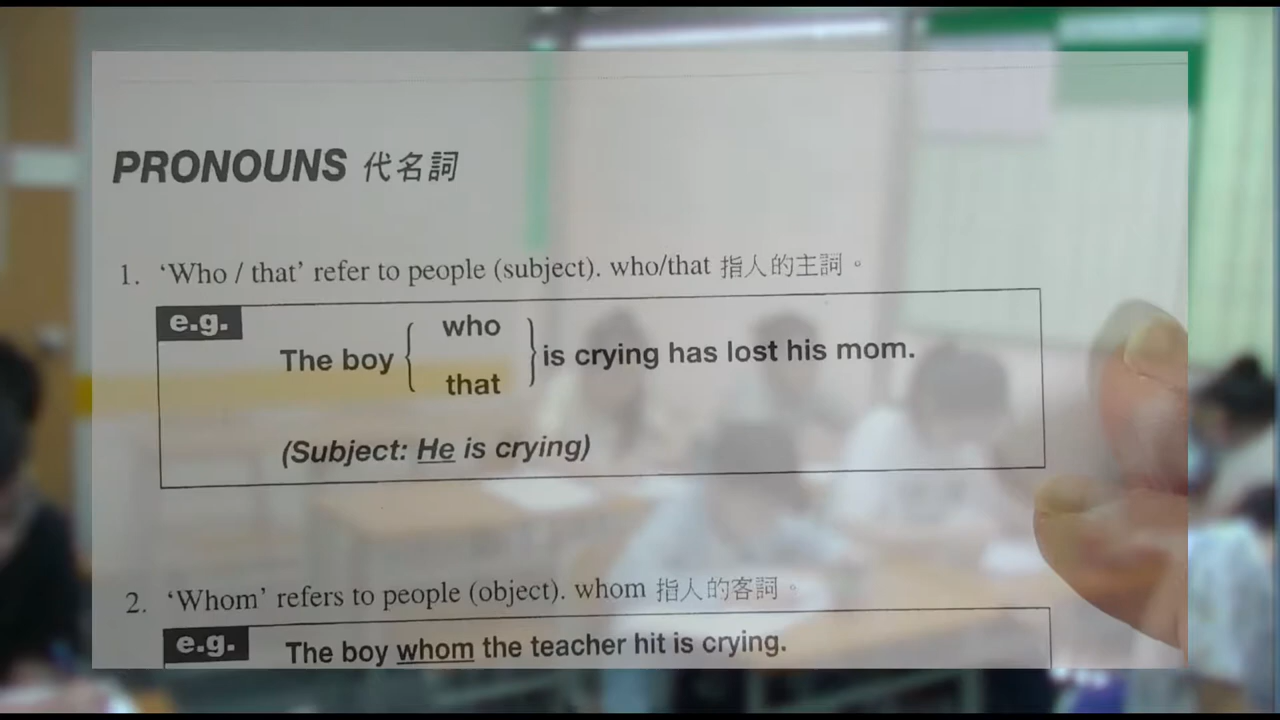 PRONOUNS 代名詞
1. ‘Who / that’ refer to people (subject). who/that 指人的主詞。
e.g.
who
The boy { } is crying has lost his mom.
that
(Subject: He is crying)
2. ‘Whom’ refers to people (object). whom 指人的客詞。
e.g. The boy whom the teacher hit is crying.